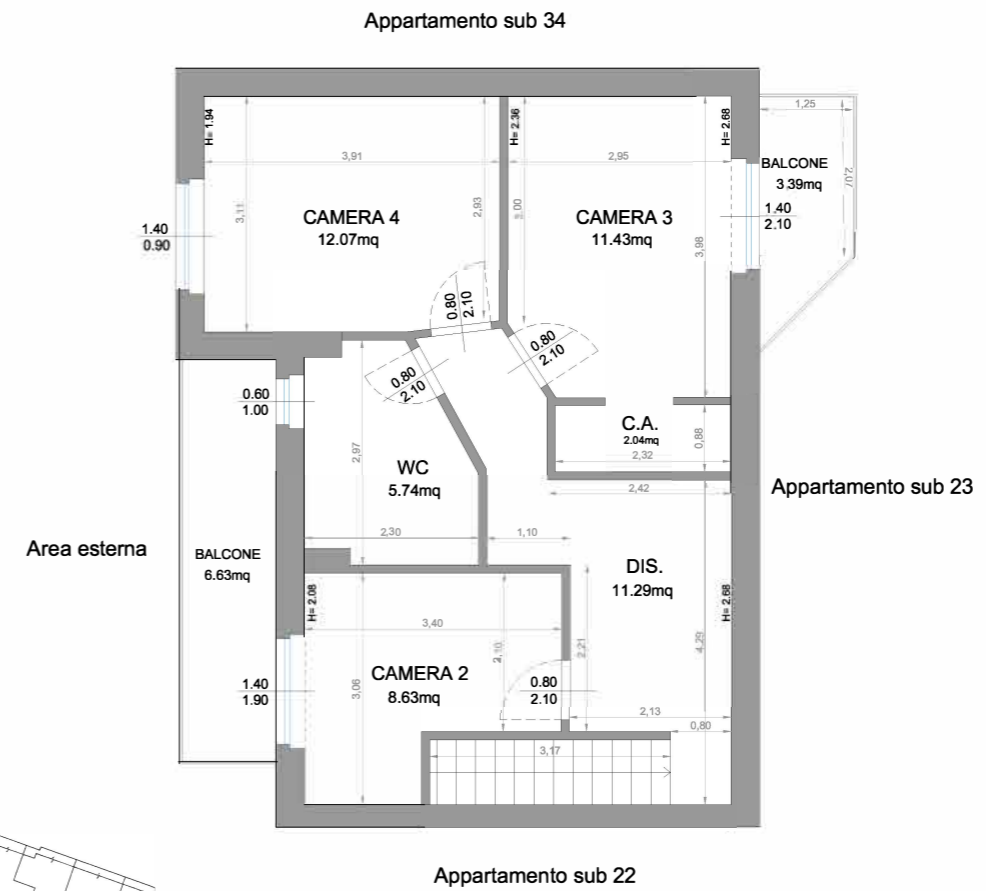 Appartamento sub 34
H= 1.94
H= 2.36
H= 2.68
1,25
3,91
2,95
BALCONE
3.39mq
2,07
3,11
2,93
3,00
1.40
2.10
CAMERA 4
12.07mq
CAMERA 3
11.43mq
1.40
0.90
3,98
0.80
2.10
0.80
2.10
0.80
2.10
0.60
1.00
C.A.
2.04mq
0,88
2,32
2,97
WC
5.74mq
2,42
Appartamento sub 23
2,30
1,10
Area esterna
BALCONE
6.63mq
DIS.
11.29mq
H= 2.08
H= 2.68
3,40
2,10
2,21
4,29
CAMERA 2
8.63mq
3,06
1.40
1.90
0.80
2.10
2,13
0,80
3,17
Appartamento sub 22